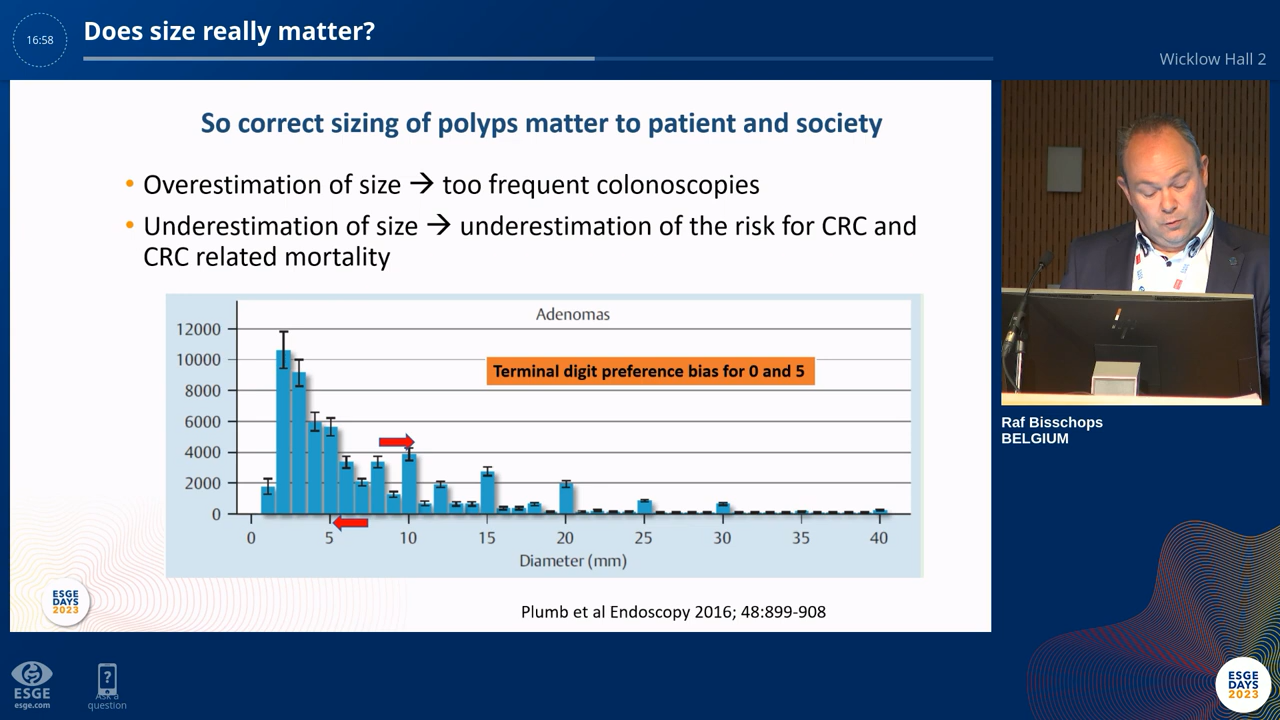 16:58
Does size really matter?
Wicklow Hall 2
So correct sizing of polyps matter to patient and society
• Overestimation of size → too frequent colonoscopies
• Underestimation of size → underestimation of the risk for CRC and
CRC related mortality
Adenomas
Terminal digit preference bias for 0 and 5
12000
10000
8000
6000
4000
2000
0
0 5 10 15 20 25 30 35 40
Diameter (mm)
Plumb et al Endoscopy 2016; 48:899-908
ESGE
DAYS
2023
Raf Bisschops
BELGIUM
ESGE
esge.com
?
Ask a
question
ESGE
DAYS
2023